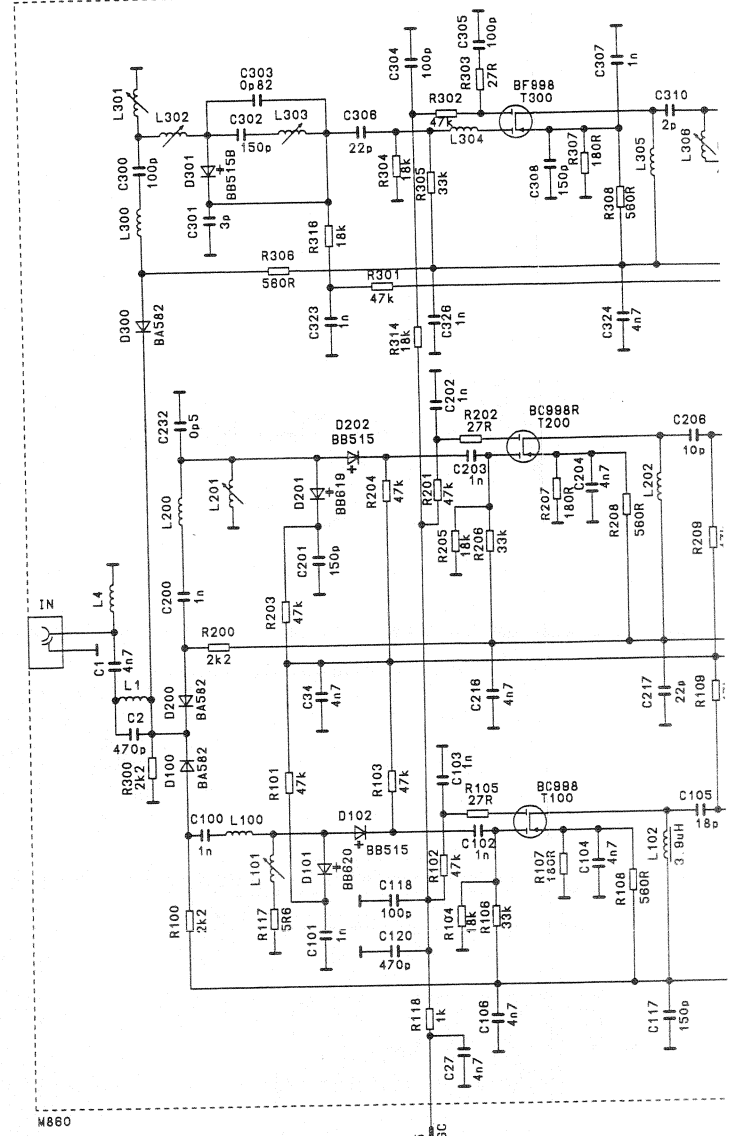 C304
100p
C305
100p
R303
27R
C307
1n
BF998
T300
C303
0p82
L301
L302
C302
150p
L303
C306
22p
R302
47k
L304
C310
2p
L305
L306
C300
100p
D301
BB515B
R304
18k
R305
33k
C308
150p
R307
180R
R308
560R
L300
C301
3p
R316
18k
R306
560R
R301
47k
D300
BA582
C323
1n
R314
18k
C326
1n
C324
4n7
C202
1n
C232
0p5
D202
BB515
R202
27R
BC998R
T200
C206
10p
L201
D201
BB619
R204
47k
C203
1n
R201
47k
R207
180R
C204
4n7
R208
560R
L202
R209
L200
C201
150p
R205
18k
R206
33k
C200
1n
R203
47k
IN
L4
C1
4n7
R200
2k2
L1
C2
470p
D200
BA582
C34
4n7
C216
4n7
C217
22p
R109
R300
2k2
D100
BA582
R101
47k
R103
47k
C103
1n
R105
27R
BC998
T100
C105
18p
C100
1n
L100
D102
BB515
C102
1n
L102
3.9uH
L101
D101
BB620
R102
47k
R107
180R
C104
4n7
R108
560R
R100
2k2
R117
5R6
C101
1n
C118
100p
R104
18k
R106
33k
C120
470p
R118
1k
C106
4n7
C117
150p
C27
4n7
M860